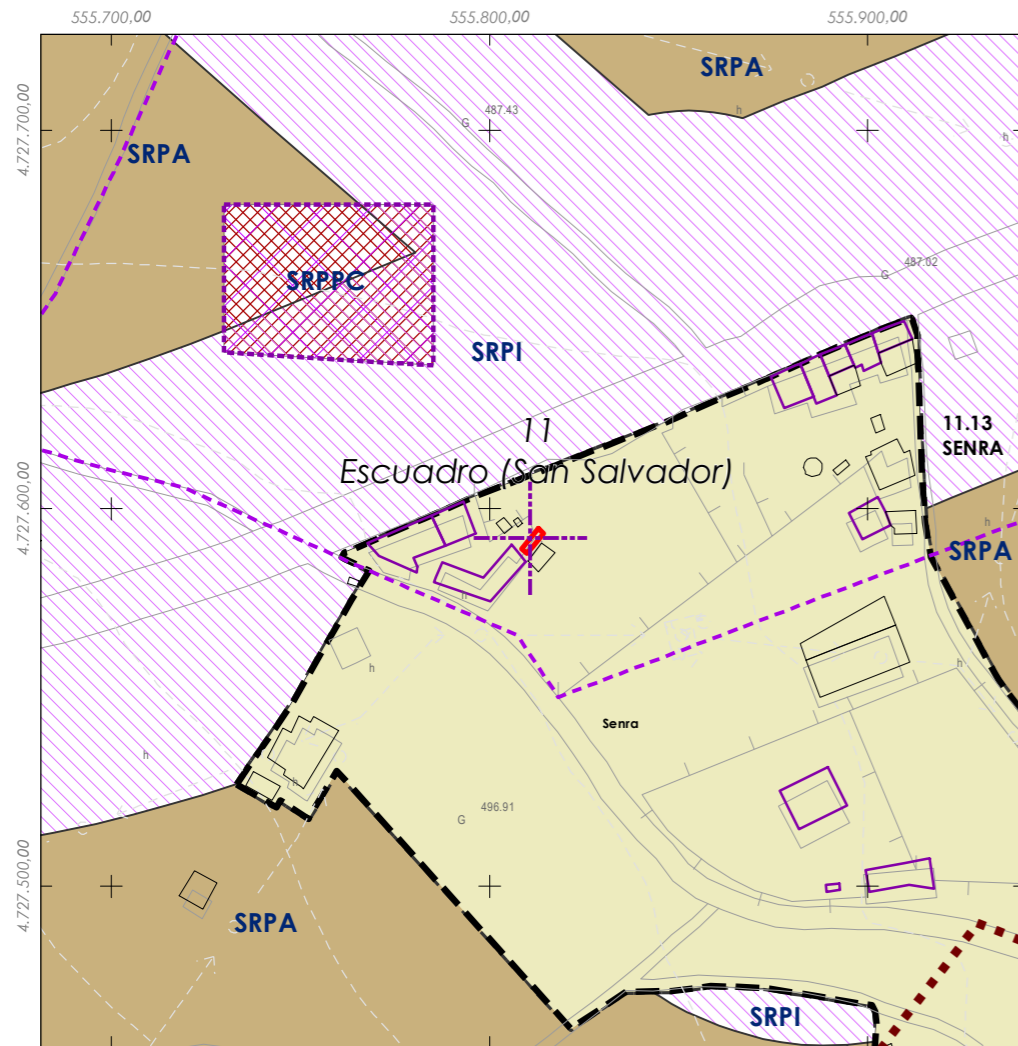 555.700,00
555.800,00
555.900,00
4.727.700,00
4.727.600,00
4.727.500,00
SRPA
487.43
G
h
h
SRPA
SRPPC
487.02
G
SRPI
11
Escuadro (San Salvador)
11.13
SENRA
h
SRPA
h
h
h
Senra
h
h
496.91
G
SRPA
SRPI